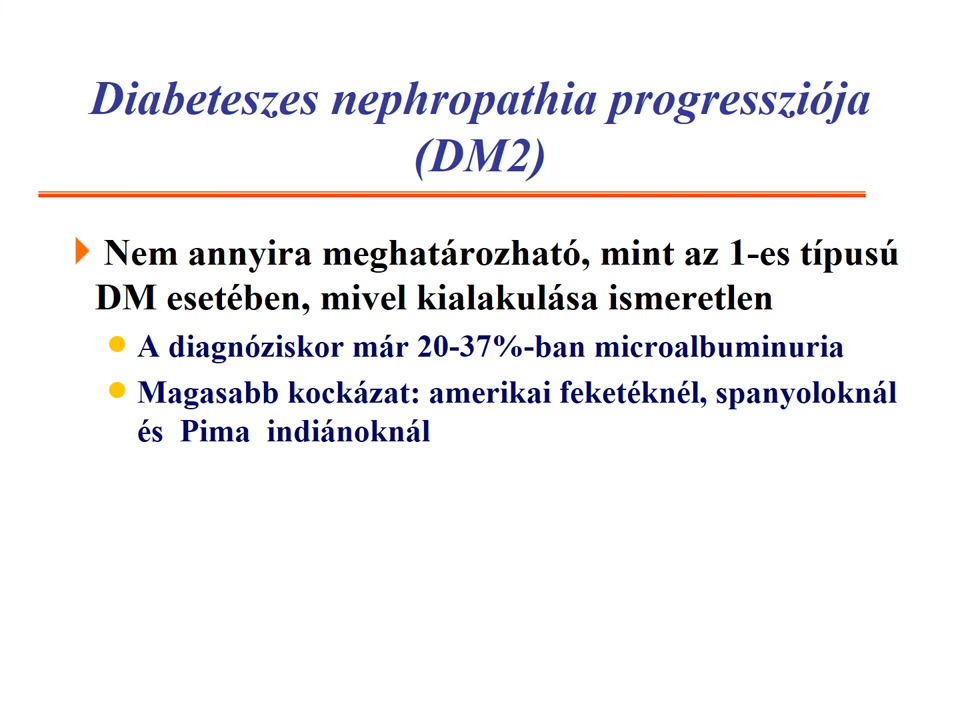 Diabeteszes nephropathia progressziója
(DM2)
Nem annyira meghatározható, mint az 1-es típusú
DM esetében, mivel kialakulása ismeretlen
A diagnóziskor már 20-37%-ban microalbuminuria
Magasabb kockázat: amerikai feketéknél, spanyoloknál
és Pima indiánoknál